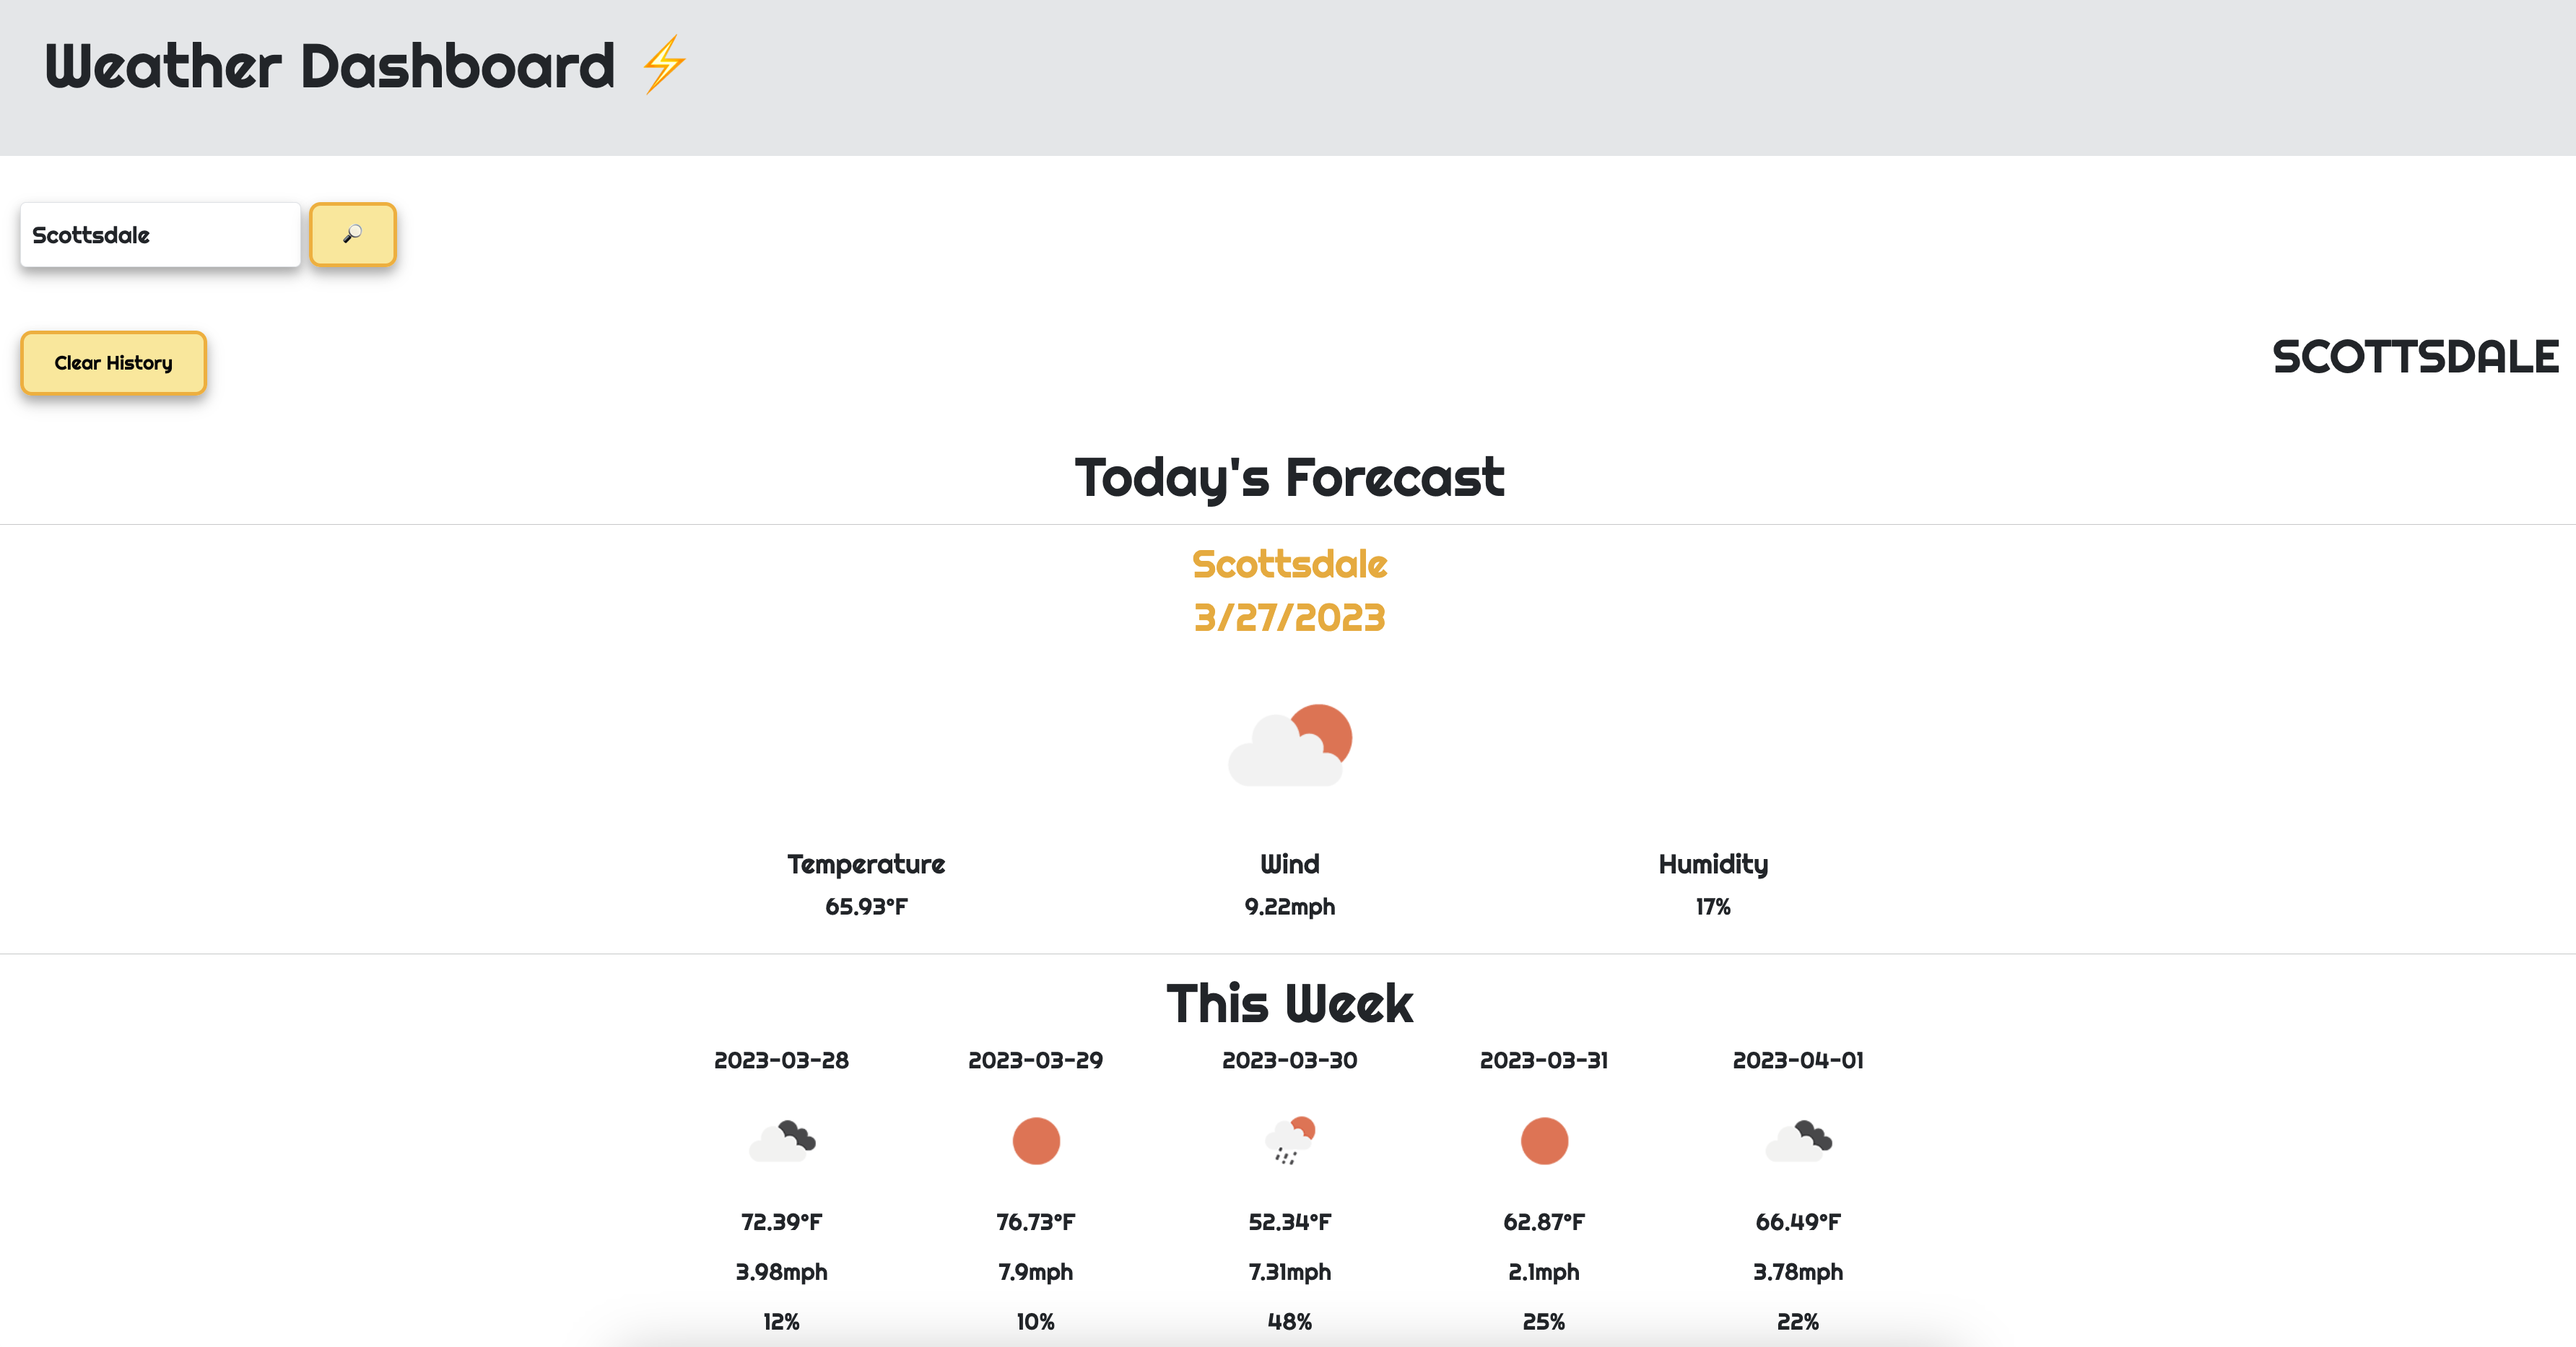 Weather Dashboard ⚡
Scottsdale
Clear History
SCOTTSDALE
Today's Forecast
Scottsdale
3/27/2023
Temperature Wind Humidity
65.93°F 9.22mph 17%
This Week
2023-03-28 2023-03-29 2023-03-30 2023-03-31 2023-04-01
72.39°F 76.73°F 52.34°F 62.87°F 66.49°F
3.98mph 7.9mph 7.31mph 2.1mph 3.78mph
12% 10% 48% 25% 22%